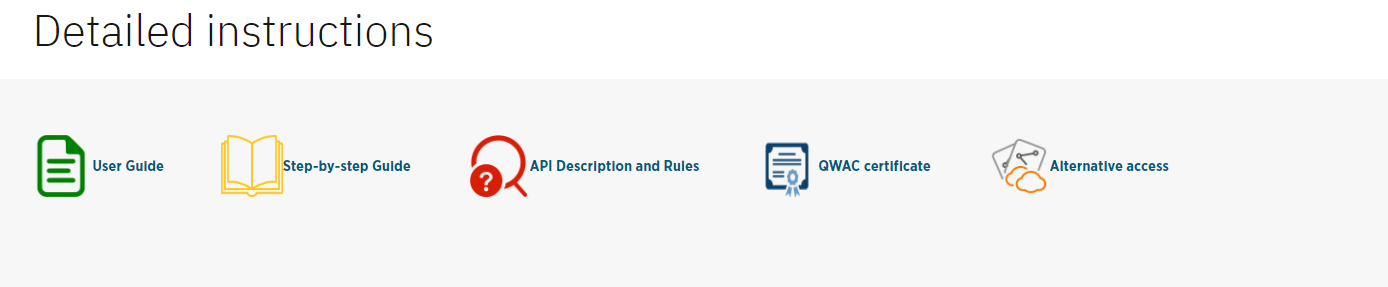 Detailed instructions
User Guide
Step-by-step Guide
? API Description and Rules
QWAC certificate
Alternative access